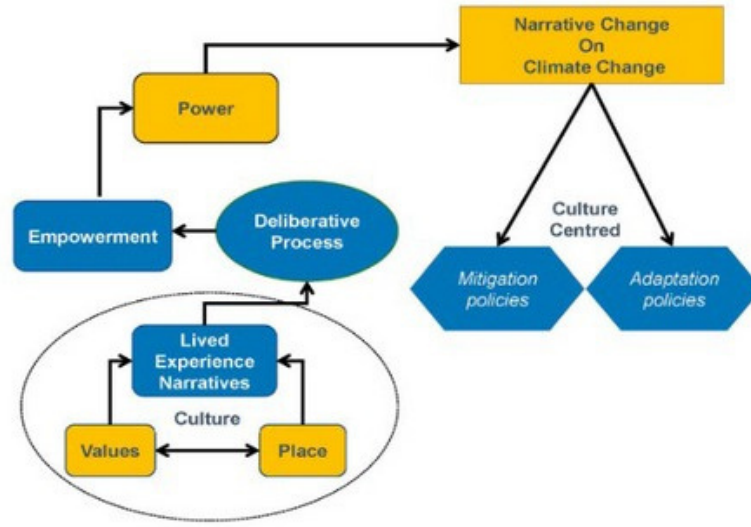 Narrative Change
On
Climate Change
Power
Empowerment
Deliberative
Process
Culture
Centred
Mitigation
policies
Adaptation
policies
Lived
Experience
Narratives
Culture
Values
Place